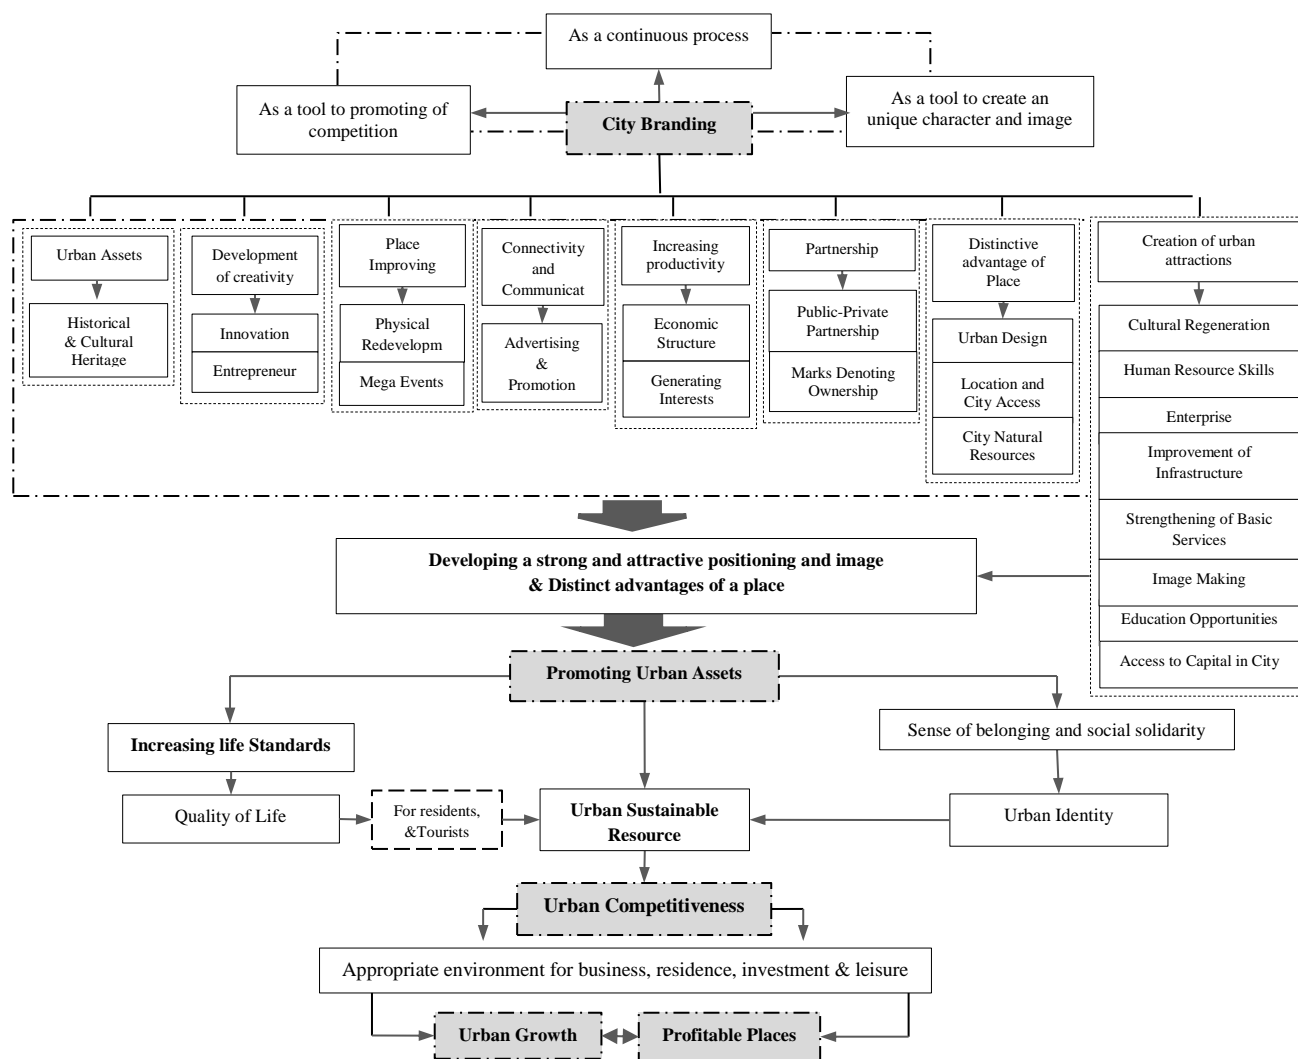 As a continuous process
As a tool to promoting of
competition
City Branding
As a tool to create an
unique character and image
Urban Assets
Historical
& Cultural
Heritage
Development
of creativity
Innovation
Entrepreneur
Place
Improving
Physical
Redevelopm
Mega Events
Connectivity
and
Communicat
Advertising
&
Promotion
Increasing
productivity
Economic
Structure
Generating
Interests
Partnership
Public-Private
Partnership
Marks Denoting
Ownership
Distinctive
advantage of
Place
Urban Design
Location and
City Access
City Natural
Resources
Creation of urban
attractions
Cultural Regeneration
Human Resource Skills
Enterprise
Improvement of
Infrastructure
Strengthening of Basic
Services
Image Making
Education Opportunities
Access to Capital in City
Developing a strong and attractive positioning and image
& Distinct advantages of a place
Promoting Urban Assets
Increasing life Standards
Sense of belonging and social solidarity
Quality of Life
For residents,
&Tourists
Urban Sustainable
Resource
Urban Identity
Urban Competitiveness
Appropriate environment for business, residence, investment & leisure
Urban Growth
Profitable Places